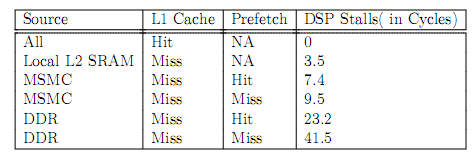 Source L1 Cache Prefetch DSP Stalls( in Cycles)
All Hit NA 0
Local L2 SRAM Miss NA 3.5
MSMC Miss Hit 7.4
MSMC Miss Miss 9.5
DDR Miss Hit 23.2
DDR Miss Miss 41.5